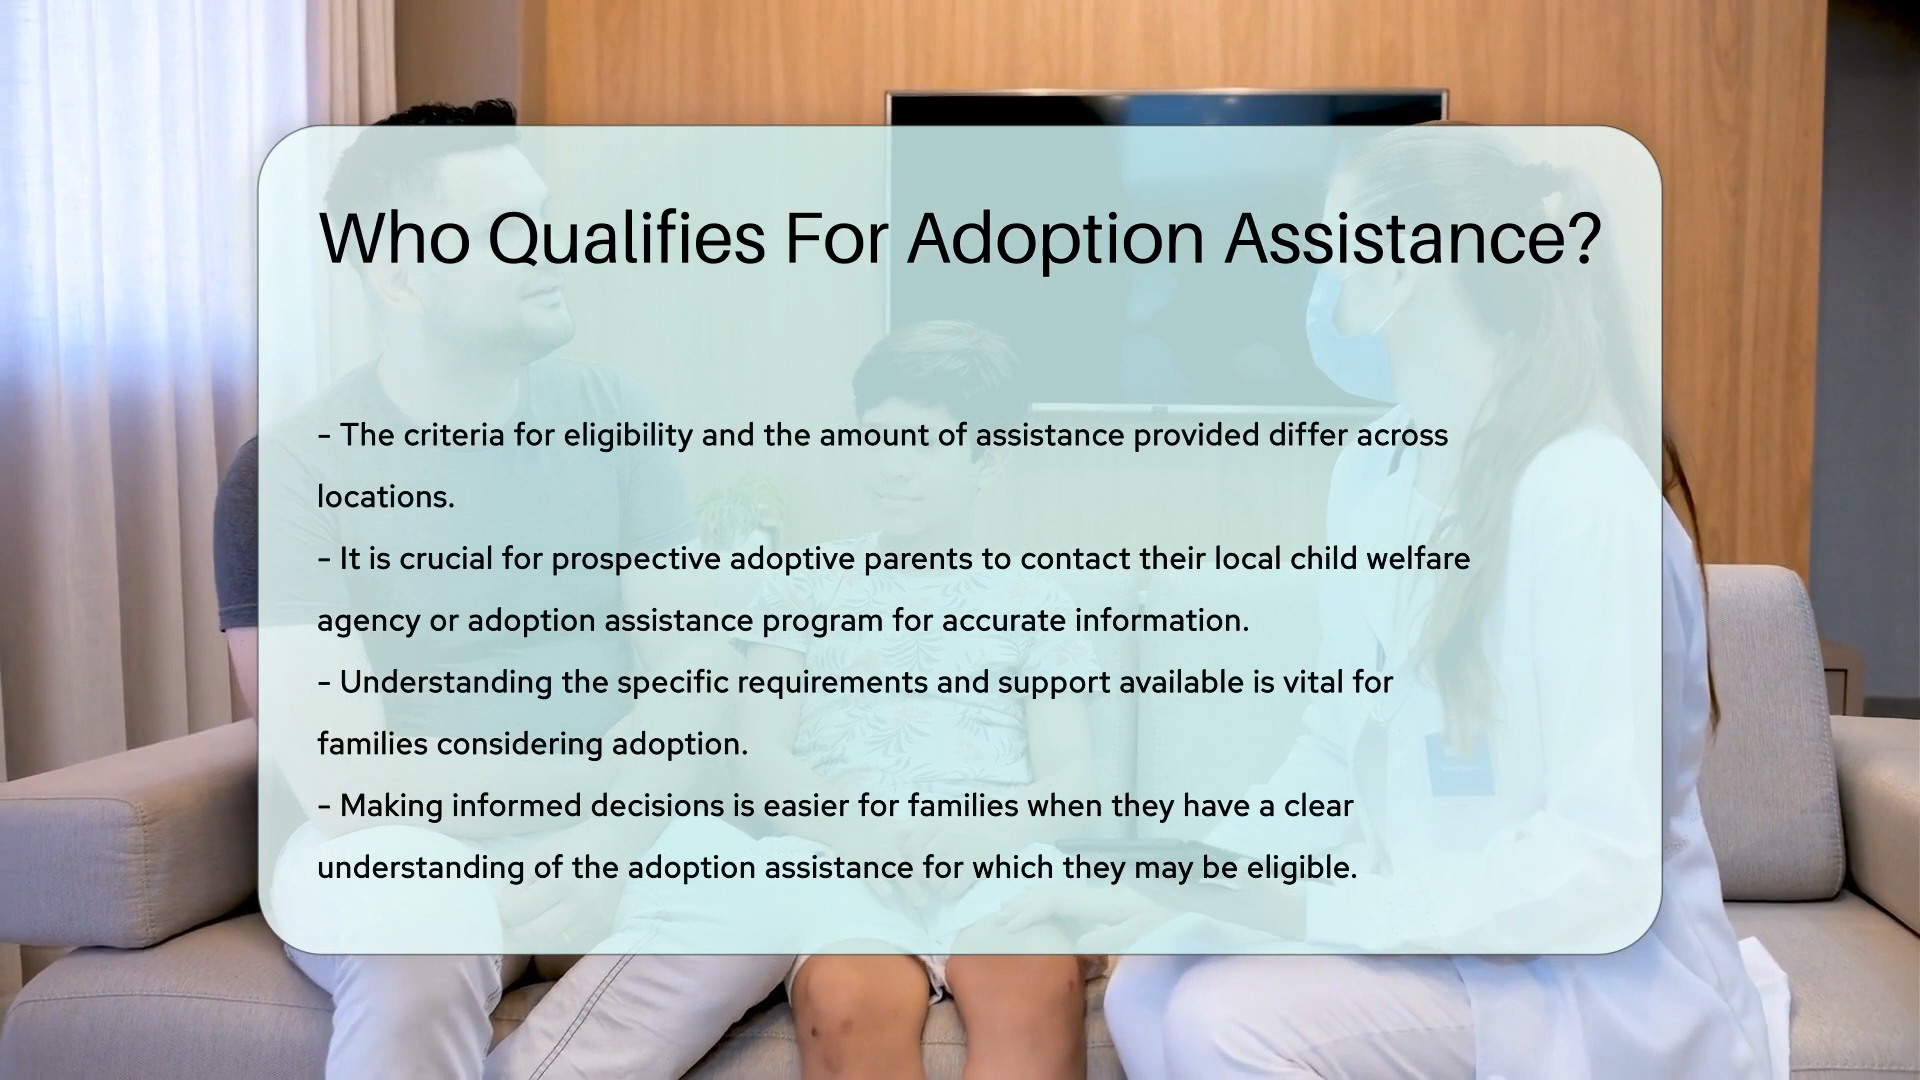 Who Qualifies For Adoption Assistance?
– The criteria for eligibility and the amount of assistance provided differ across
locations.
– It is crucial for prospective adoptive parents to contact their local child welfare
agency or adoption assistance program for accurate information.
– Understanding the specific requirements and support available is vital for
families considering adoption.
– Making informed decisions is easier for families when they have a clear
understanding of the adoption assistance for which they may be eligible.